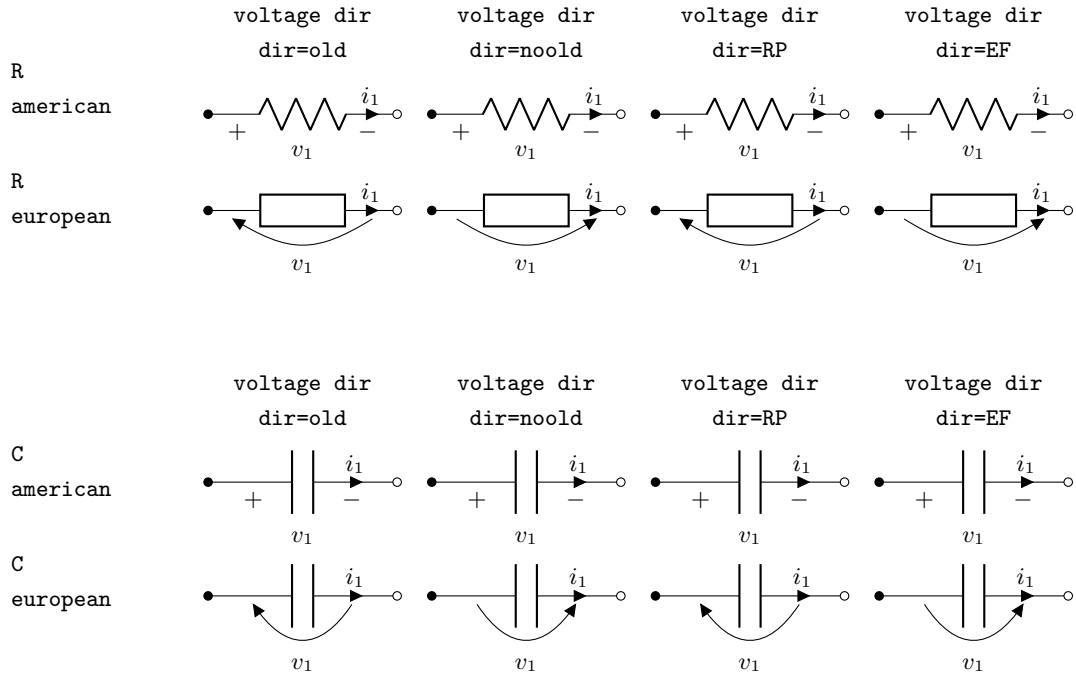 voltage dir voltage dir voltage dir voltage dir
dir=old dir=noold dir=RP dir=EF
R
american
i₁ i₁ i₁ i₁
+ − + − + − + −
v₁ v₁ v₁ v₁
R
european
i₁ i₁ i₁ i₁
v₁ v₁ v₁ v₁
voltage dir voltage dir voltage dir voltage dir
dir=old dir=noold dir=RP dir=EF
C
american
i₁ i₁ i₁ i₁
+ − + − + − + −
v₁ v₁ v₁ v₁
C
european
i₁ i₁ i₁ i₁
v₁ v₁ v₁ v₁